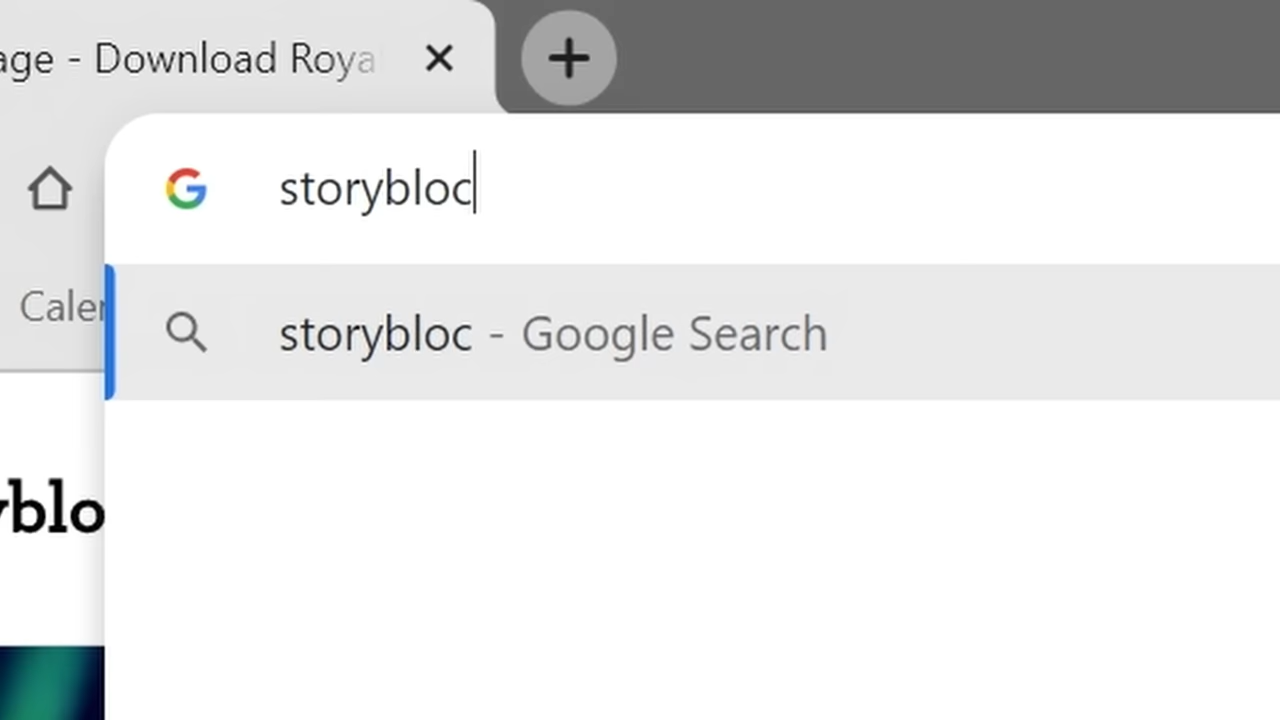 age - Download Roya
storybloc
storybloc - Google Search
Caler
yblo